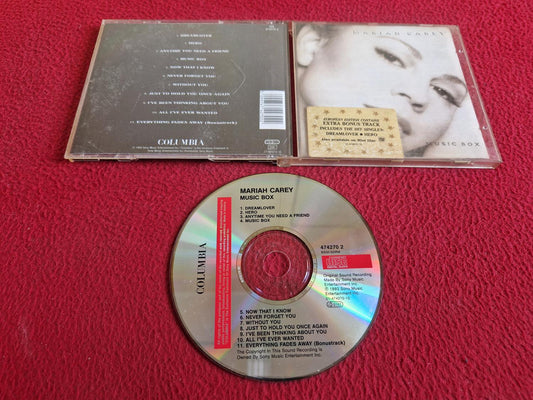 DREAMLOVER
HERO
ANYTIME YOU NEED A FRIEND
MUSIC BOX
NOW THAT I KNOW
NEVER FORGET YOU
WITHOUT YOU
JUST TO HOLD YOU ONCE AGAIN
I'VE BEEN THINKING ABOUT YOU
ALL I'VE EVER WANTED
EVERYTHING FADES AWAY (Bonustrack)
COLUMBIA
MARIAH CAREY
EUROPEAN EDITION CONTAINS
EXTRA BONUS TRACK
INCLUDES THE HIT SINGLES
DREAMLOVER ★ HERO
MUSIC BOX
MARIAH CAREY
MUSIC BOX
1. DREAMLOVER
2. HERO
3. ANYTIME YOU NEED A FRIEND
4. MUSIC BOX
COLUMBIA
474270 2
Original Sound Recording
Made by Sony Music
Entertainment Inc.
℗ 1993 Sony Music
Entertainment Inc.
5. NOW THAT I KNOW
6. NEVER FORGET YOU
7. WITHOUT YOU
8. JUST TO HOLD YOU ONCE AGAIN
9. I'VE BEEN THINKING ABOUT YOU
10. ALL I'VE EVER WANTED
11. EVERYTHING FADES AWAY (Bonustrack)
The Copyright In This Sound Recording Is
Owned By Sony Music Entertainment Inc.